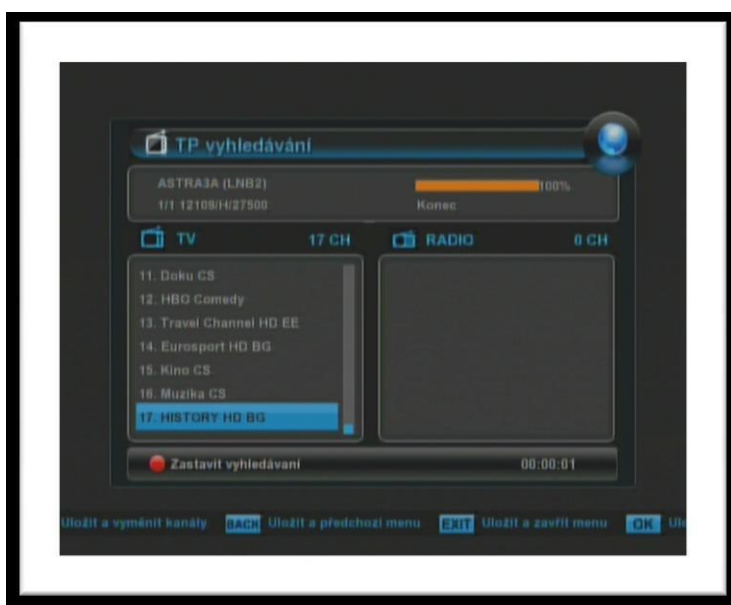 TP vyhledávání
ASTRA3A (LNB2)
100%
1/1 12109/H/27500
Konec
TV
17 CH
RADIO
0 CH
11. Doku CS
12. HBO Comedy
13. Travel Channel HD EE
14. Eurosport HD BG
15. Kino CS
16. Muzika CS
17. HISTORY HD BG
Zastavit vyhledávaní
00:00:01
Uložit a vyměnit kanály BACK Uložit a předchozí menu EXIT Uložit a zavřít menu OK Ulo